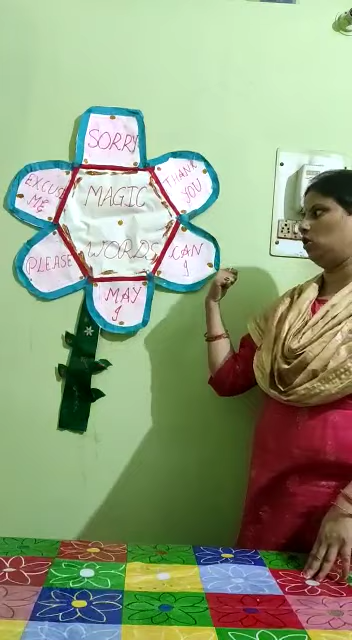 SORRY
THANK
YOU
CAN
I
MAY
I
PLEASE
EXCUSE
ME
MAGIC
WORDS